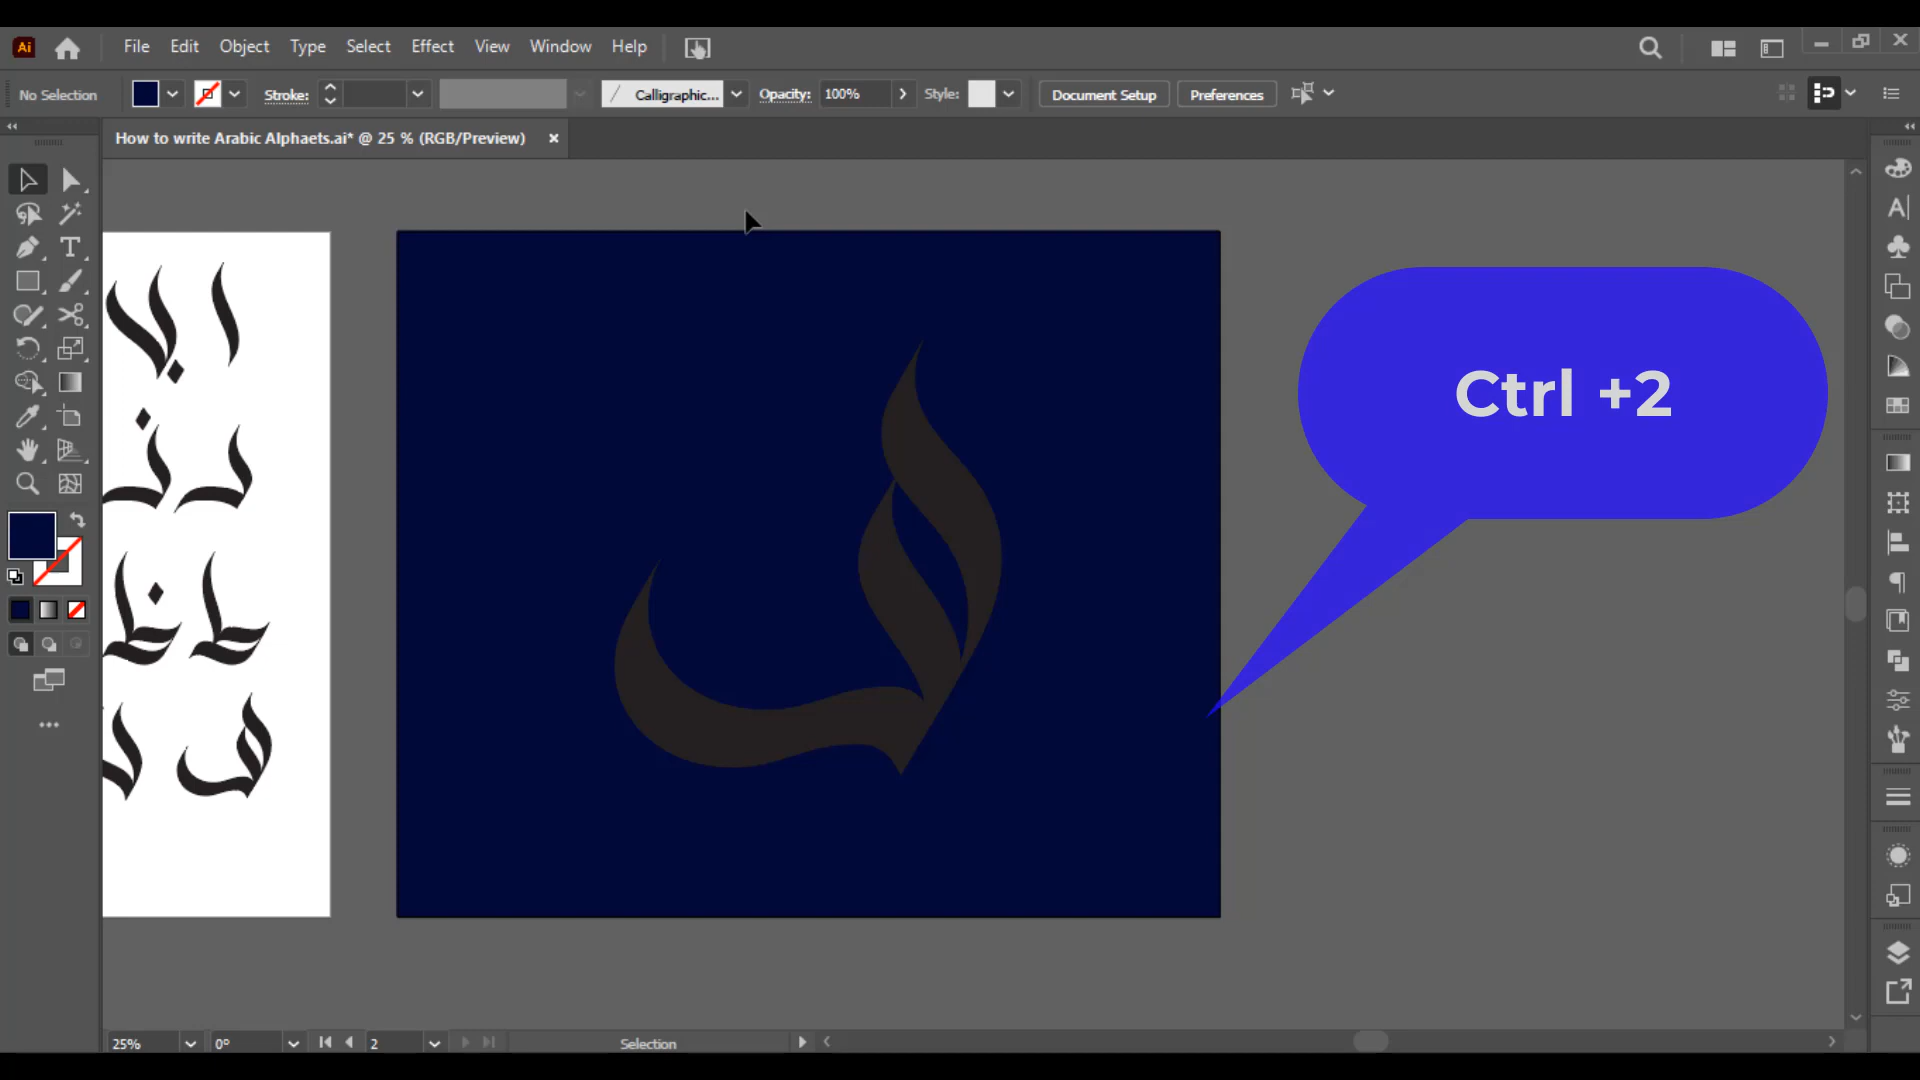 Ai File Edit Object Type Select Effect View Window Help
No Selection Stroke: Calligraphic... Opacity: 100% Style: Document Setup Preferences
How to write Arabic Alphaets.ai* @ 25 % (RGB/Preview) ×
Ctrl +2
25% 0° 2 Selection